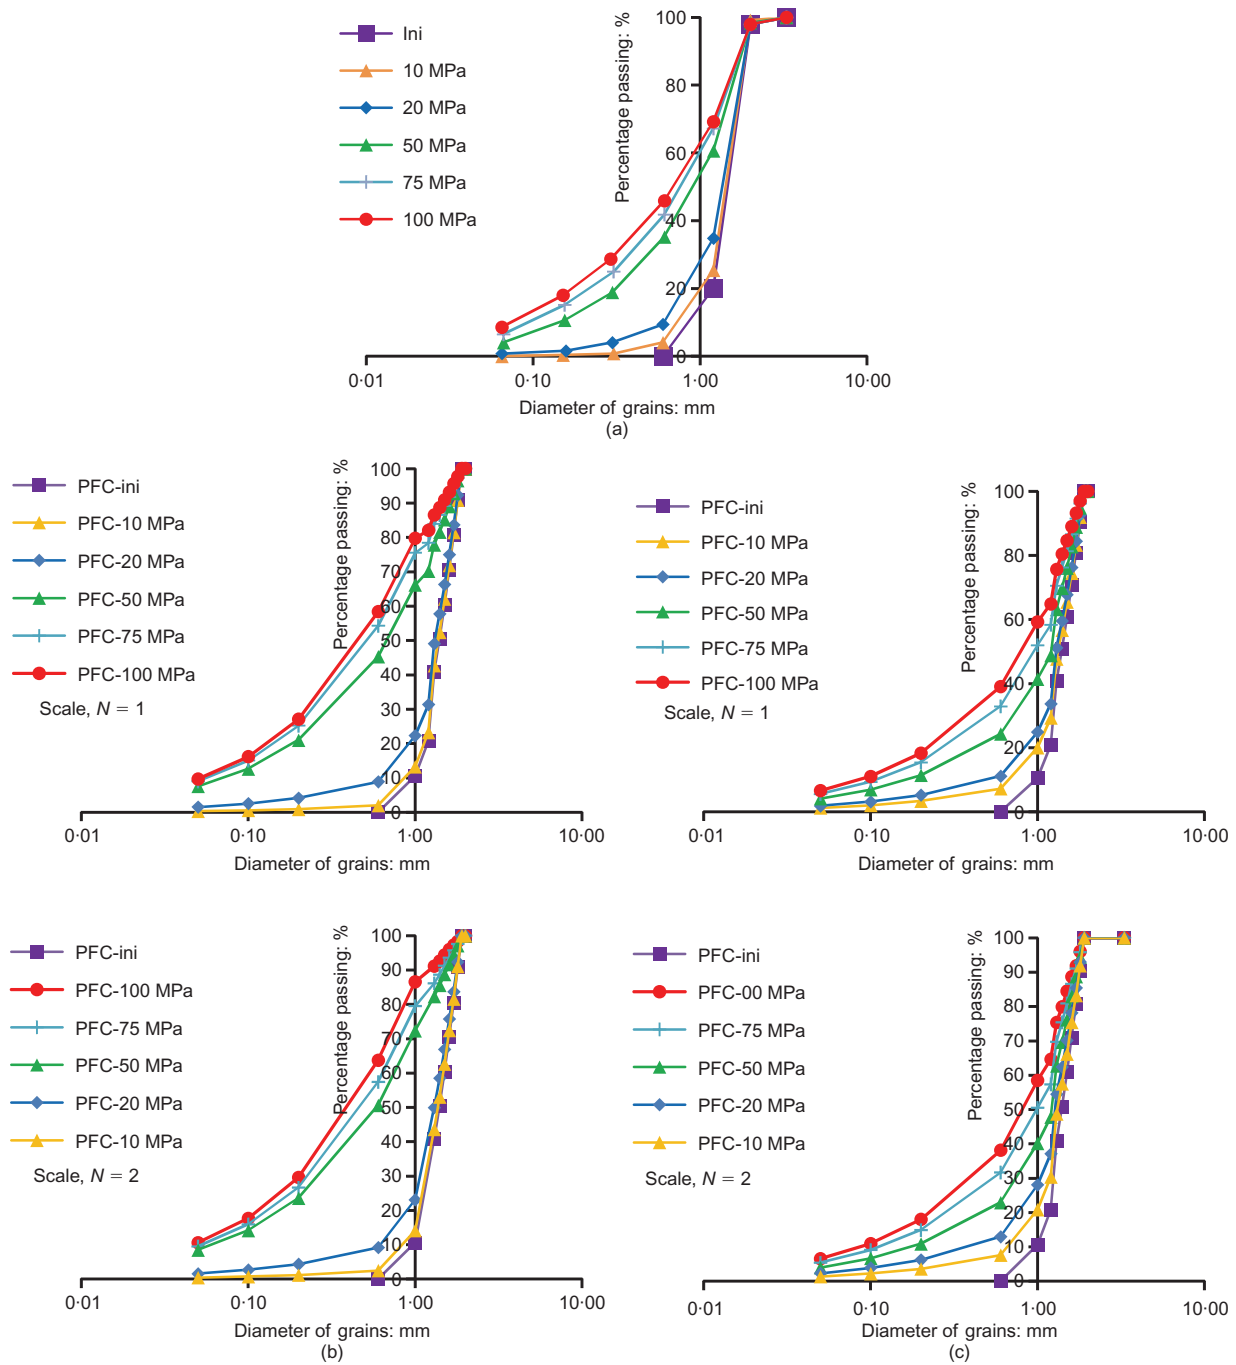 Ini
10 MPa
20 MPa
50 MPa
75 MPa
100 MPa
Percentage passing: %
100
80
60
40
20
0
0·01
0·10
1·00
10·00
Diameter of grains: mm
(a)
PFC-ini
PFC-10 MPa
PFC-20 MPa
PFC-50 MPa
PFC-75 MPa
PFC-100 MPa
Scale, N = 1
Percentage passing: %
100
90
80
70
60
50
40
30
20
10
0
0·01
0·10
1·00
10·00
Diameter of grains: mm
PFC-ini
PFC-10 MPa
PFC-20 MPa
PFC-50 MPa
PFC-75 MPa
PFC-100 MPa
Scale, N = 1
Percentage passing: %
100
80
60
40
20
0
0·01
0·10
1·00
10·00
Diameter of grains: mm
PFC-ini
PFC-100 MPa
PFC-75 MPa
PFC-50 MPa
PFC-20 MPa
PFC-10 MPa
Scale, N = 2
Percentage passing: %
100
90
80
70
60
50
40
30
20
10
0
0·01
0·10
1·00
10·00
Diameter of grains: mm
(b)
PFC-ini
PFC-00 MPa
PFC-75 MPa
PFC-50 MPa
PFC-20 MPa
PFC-10 MPa
Scale, N = 2
Percentage passing: %
100
90
80
70
60
50
40
30
20
10
0
0·01
0·10
1·00
10·00
Diameter of grains: mm
(c)